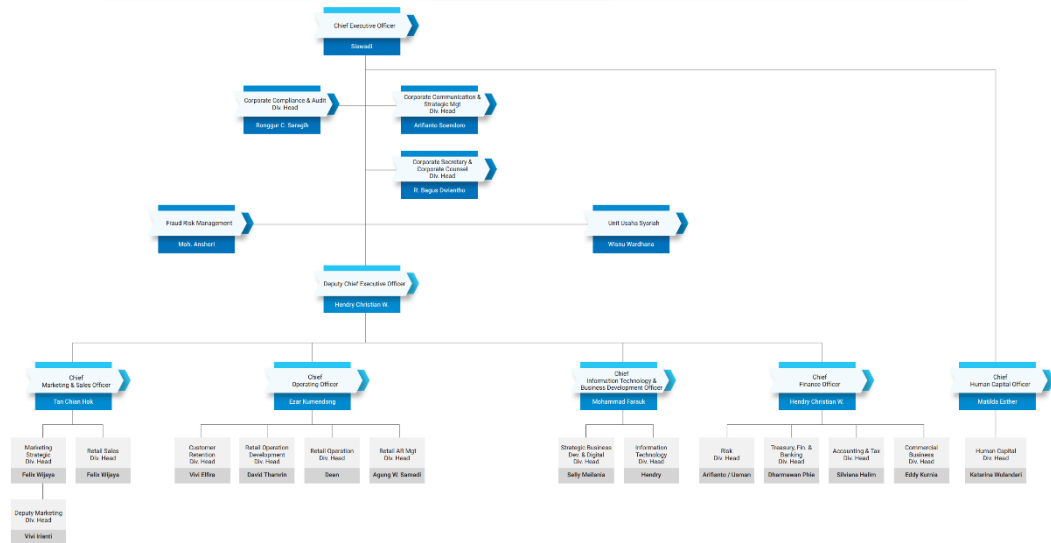 Chief Executive Officer
Siswadi
Corporate Compliance & Audit
Div. Head
Ronggur C. Saragih
Corporate Communication &
Strategic Mgt
Div. Head
Arifianto Soendoro
Corporate Secretary &
Corporate Counsel
Div. Head
R. Bagus Dwiantho
Fraud Risk Management
Moh. Anshori
Unit Usaha Syariah
Wisnu Wardhana
Deputy Chief Executive Officer
Hendry Christian W.
Chief
Marketing & Sales Officer
Tan Chian Hok
Chief
Operating Officer
Ezar Kumendong
Chief
Information Technology &
Business Development Officer
Mohammad Farauk
Chief
Finance Officer
Hendry Christian W.
Chief
Human Capital Officer
Matilda Esther
Marketing
Strategic
Div. Head
Felix Wijaya
Retail Sales
Div. Head
Felix Wijaya
Customer
Retention
Div. Head
Vivi Effira
Retail Operation
Development
Div. Head
David Thamrin
Retail Operation
Div. Head
Dean
Retail AR Mgt
Div. Head
Agung W. Samadi
Strategic Business
Dev. & Digital
Div. Head
Selly Meilania
Information
Technology
Div. Head
Hendry
Risk
Div. Head
Arifianto / Usman
Treasury, Fin. &
Banking
Div. Head
Dharmawan Phie
Accounting & Tax
Div. Head
Silviana Halim
Commercial
Business
Div. Head
Eddy Kurnia
Human Capital
Div. Head
Katarina Wulandari
Deputy Marketing
Div. Head
Vivi Irianti